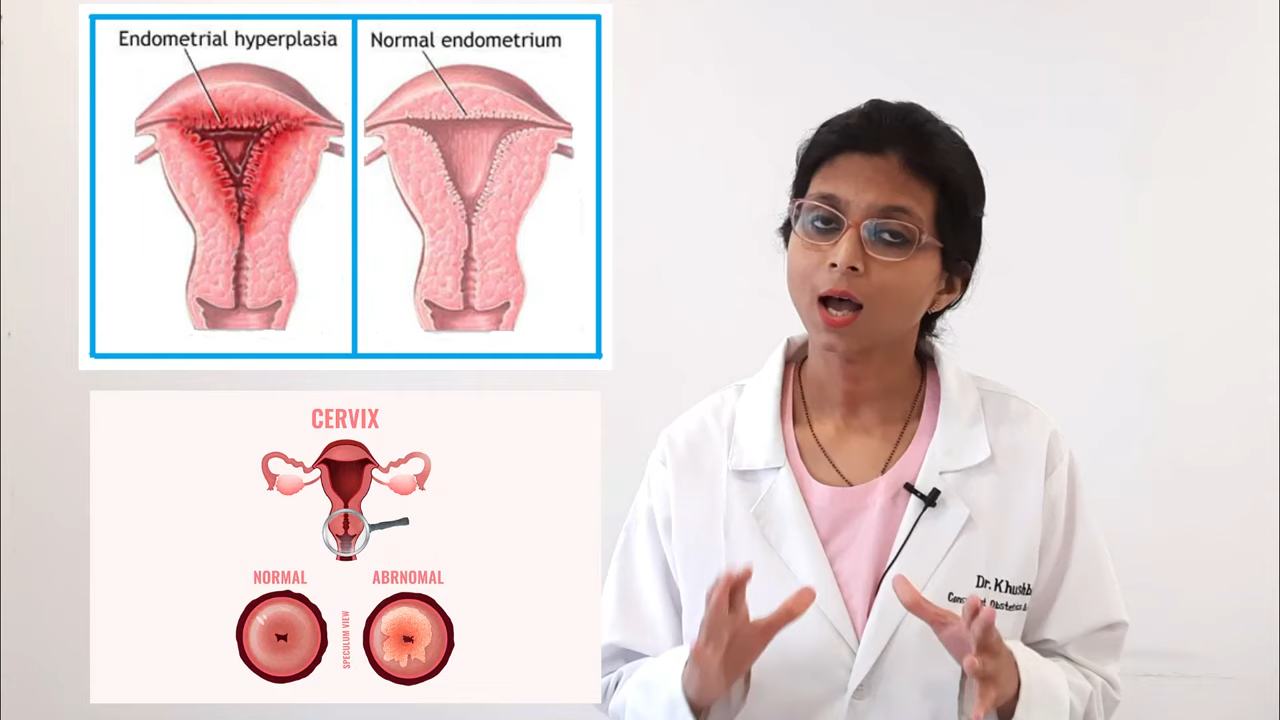 Endometrial hyperplasia
Normal endometrium
CERVIX
NORMAL
ABRNOMAL
SPECULUM VIEW
Dr. Khushb